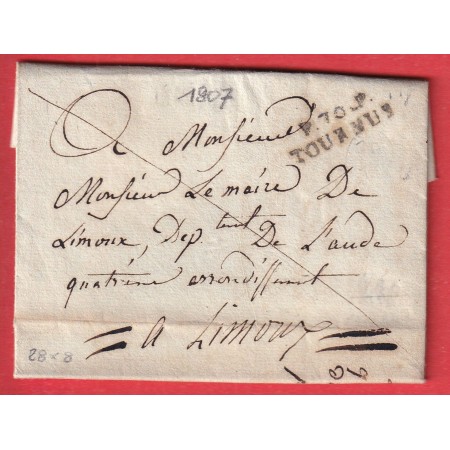 1807
P.70.P.
TOURNUS
A Monsieur
Monsieur Le maire De
Limoux, Dep.tent De L'aude
quatrième arrondissement
a Limoux
28 < 8